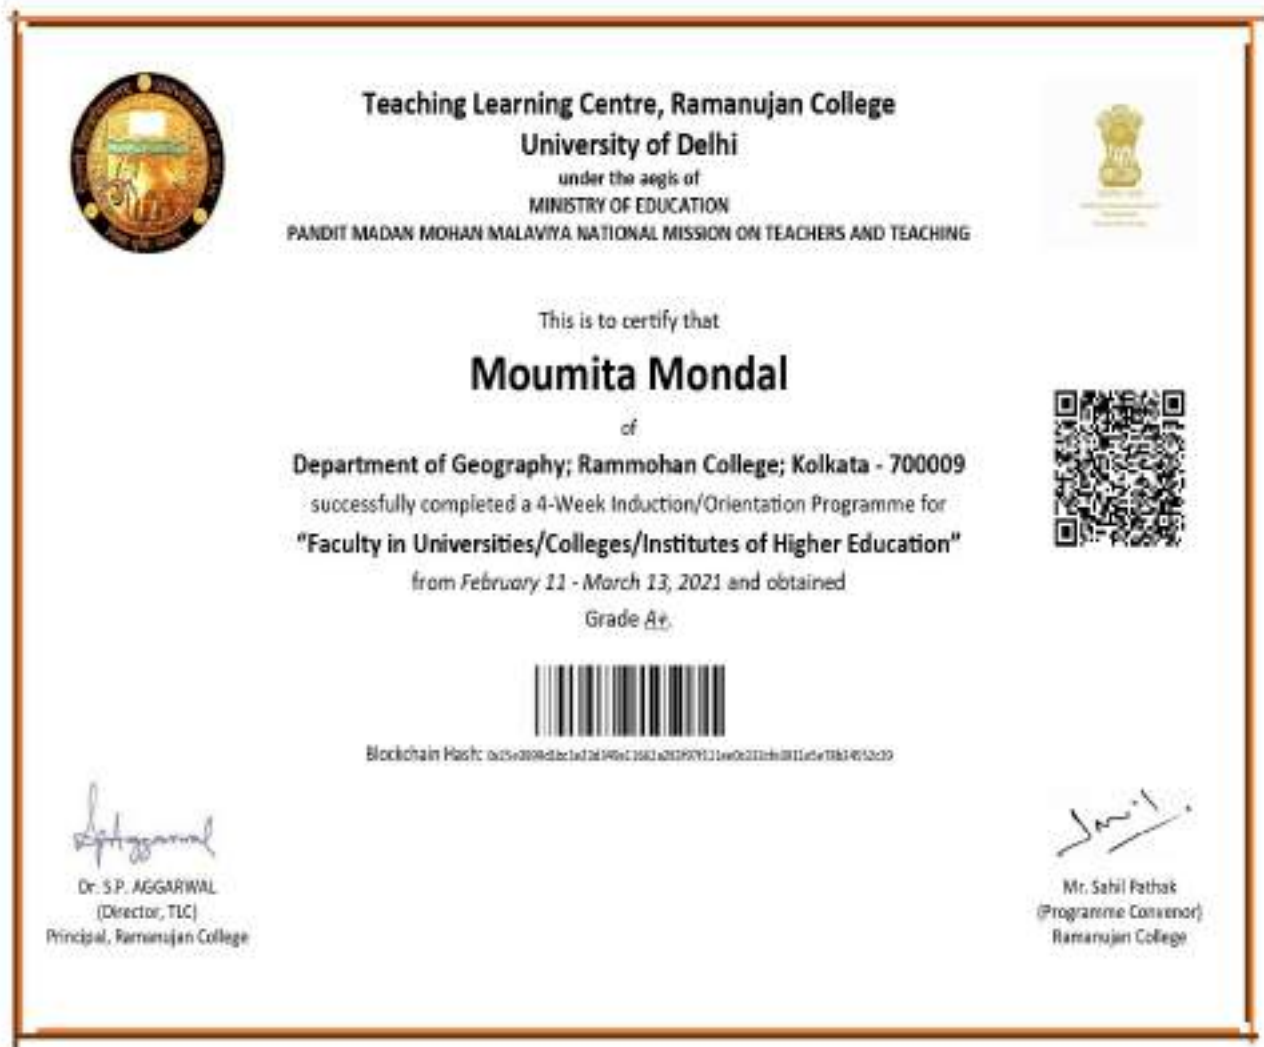 Teaching Learning Centre, Ramanujan College
University of Delhi
under the aegis of
MINISTRY OF EDUCATION
PANDIT MADAN MOHAN MALAVIYA NATIONAL MISSION ON TEACHERS AND TEACHING
This is to certify that
Moumita Mondal
of
Department of Geography; Rammohan College; Kolkata - 700009
successfully completed a 4-Week Induction/Orientation Programme for
“Faculty in Universities/Colleges/Institutes of Higher Education”
from February 11 - March 13, 2021 and obtained
Grade A+.
Blockchain Hash:
SpAggarwal
Dr. S.P. AGGARWAL
(Director, TLC)
Principal, Ramanujan College
Mr. Sahil Pathak
(Programme Convenor)
Ramanujan College